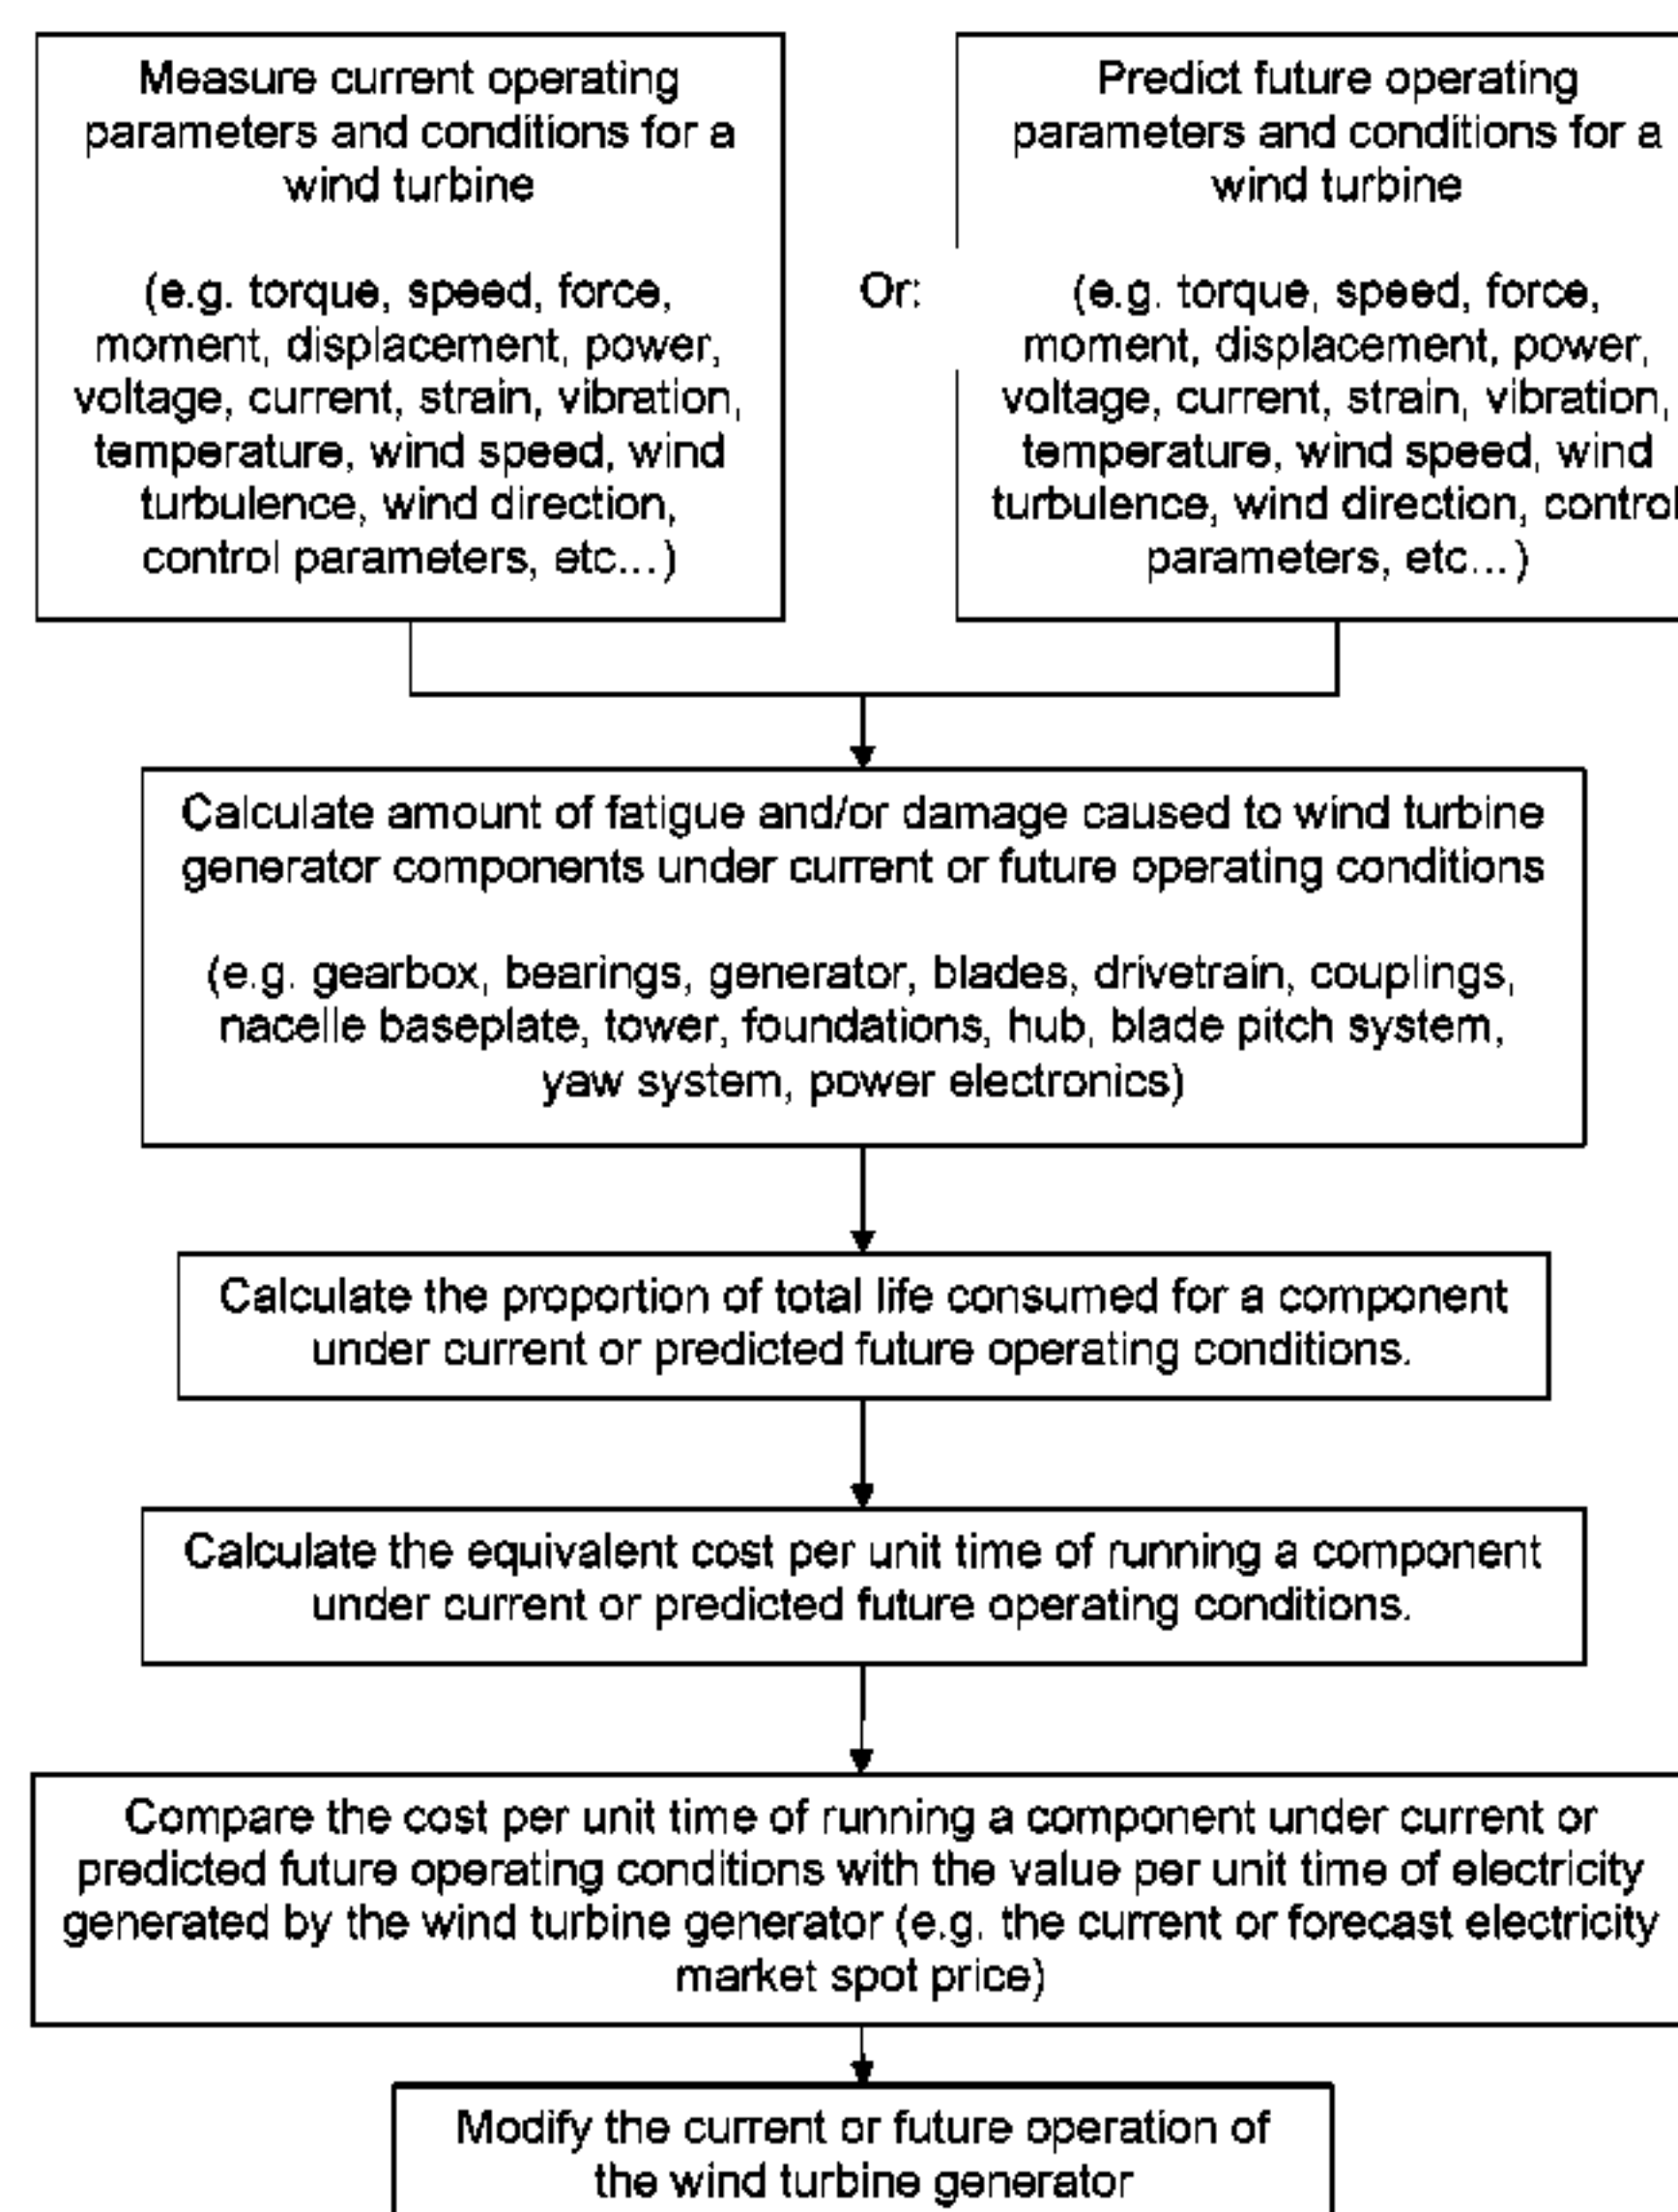 Measure current operating
parameters and conditions for a
wind turbine
(e.g. torque, speed, force,
moment, displacement, power,
voltage, current, strain, vibration,
temperature, wind speed, wind
turbulence, wind direction,
control parameters, etc...)
Or:
Predict future operating
parameters and conditions for a
wind turbine
(e.g. torque, speed, force,
moment, displacement, power,
voltage, current, strain, vibration,
temperature, wind speed, wind
turbulence, wind direction, control
parameters, etc...)
Calculate amount of fatigue and/or damage caused to wind turbine
generator components under current or future operating conditions
(e.g. gearbox, bearings, generator, blades, drivetrain, couplings,
nacelle baseplate, tower, foundations, hub, blade pitch system,
yaw system, power electronics)
Calculate the proportion of total life consumed for a component
under current or predicted future operating conditions.
Calculate the equivalent cost per unit time of running a component
under current or predicted future operating conditions.
Compare the cost per unit time of running a component under current or
predicted future operating conditions with the value per unit time of electricity
generated by the wind turbine generator (e.g. the current or forecast electricity
market spot price)
Modify the current or future operation of
the wind turbine generator